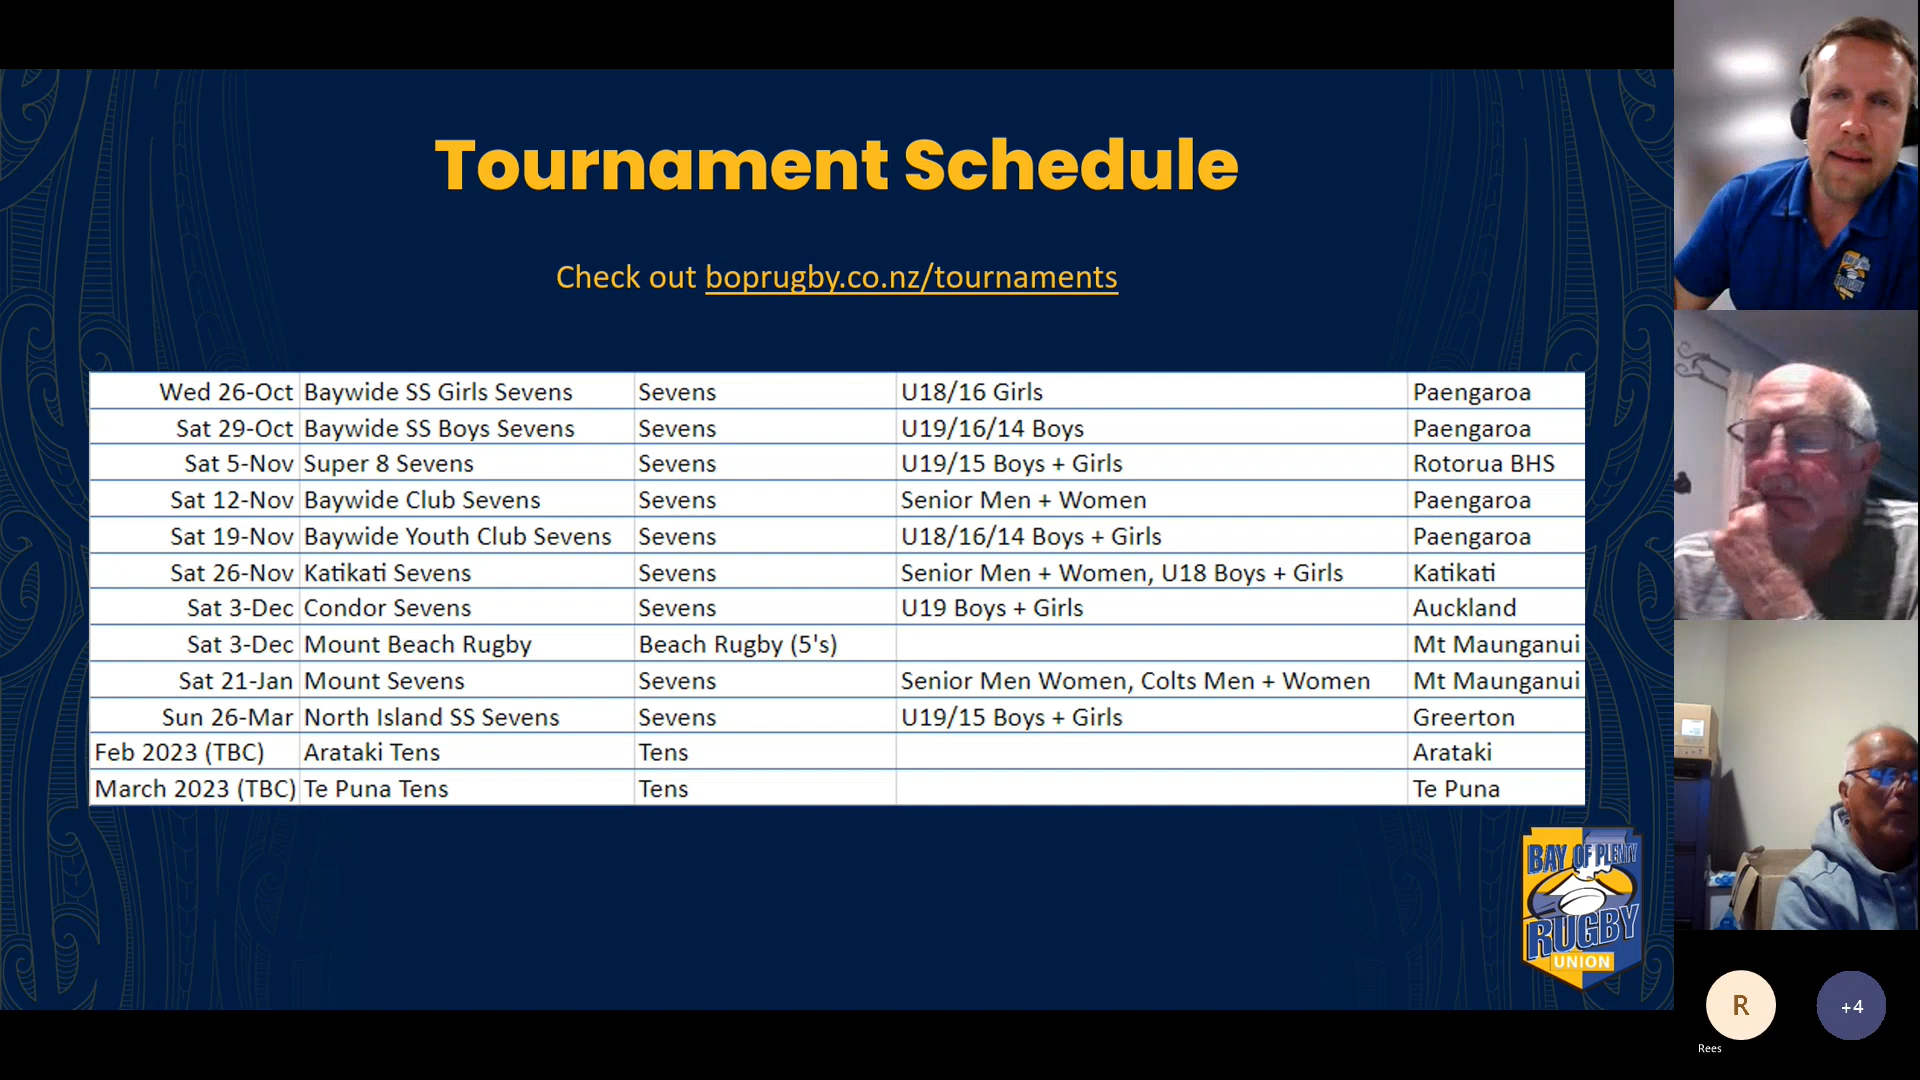 Tournament Schedule
Check out boprugby.co.nz/tournaments
Wed 26-Oct Baywide SS Girls Sevens Sevens U18/16 Girls Paengaroa
Sat 29-Oct Baywide SS Boys Sevens Sevens U19/16/14 Boys Paengaroa
Sat 5-Nov Super 8 Sevens Sevens U19/15 Boys + Girls Rotorua BHS
Sat 12-Nov Baywide Club Sevens Sevens Senior Men + Women Paengaroa
Sat 19-Nov Baywide Youth Club Sevens Sevens U18/16/14 Boys + Girls Paengaroa
Sat 26-Nov Katikati Sevens Sevens Senior Men + Women, U18 Boys + Girls Katikati
Sat 3-Dec Condor Sevens Sevens U19 Boys + Girls Auckland
Sat 3-Dec Mount Beach Rugby Beach Rugby (5's) Mt Maunganui
Sat 21-Jan Mount Sevens Sevens Senior Men Women, Colts Men + Women Mt Maunganui
Sun 26-Mar North Island SS Sevens Sevens U19/15 Boys + Girls Greerton
Feb 2023 (TBC) Arataki Tens Tens Arataki
March 2023 (TBC) Te Puna Tens Tens Te Puna
BAY OF PLENTY
RUGBY
UNION
RUGBY
R
+4
Rees